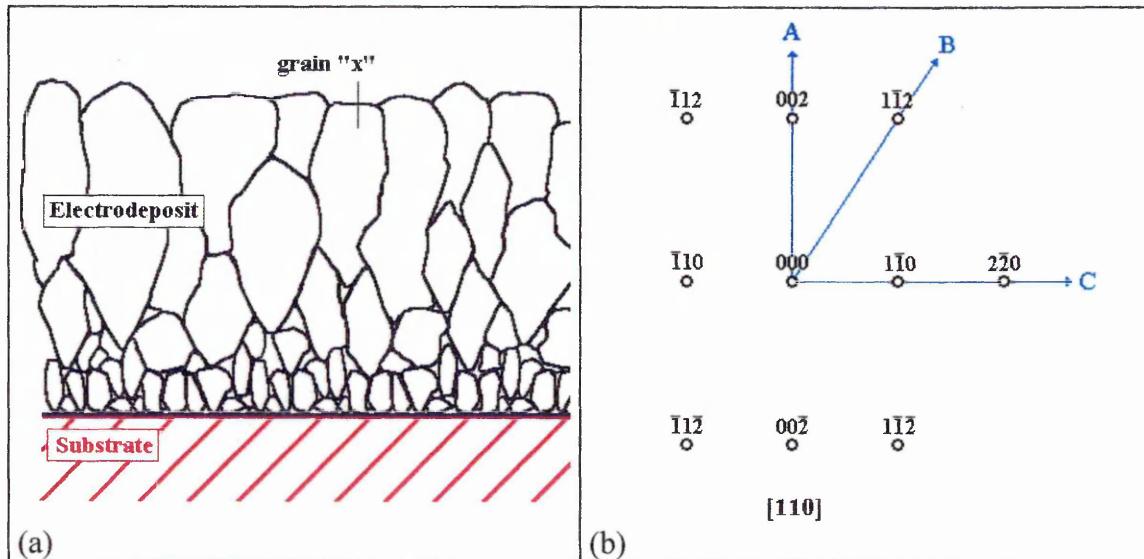 grain "x"
Electrodeposit
Substrate
(a)
A
B
1̅12
002
11̅2
1̅10
000
11̅0
22̅0
C
1̅12̅
002̅
11̅2̅
[110]
(b)